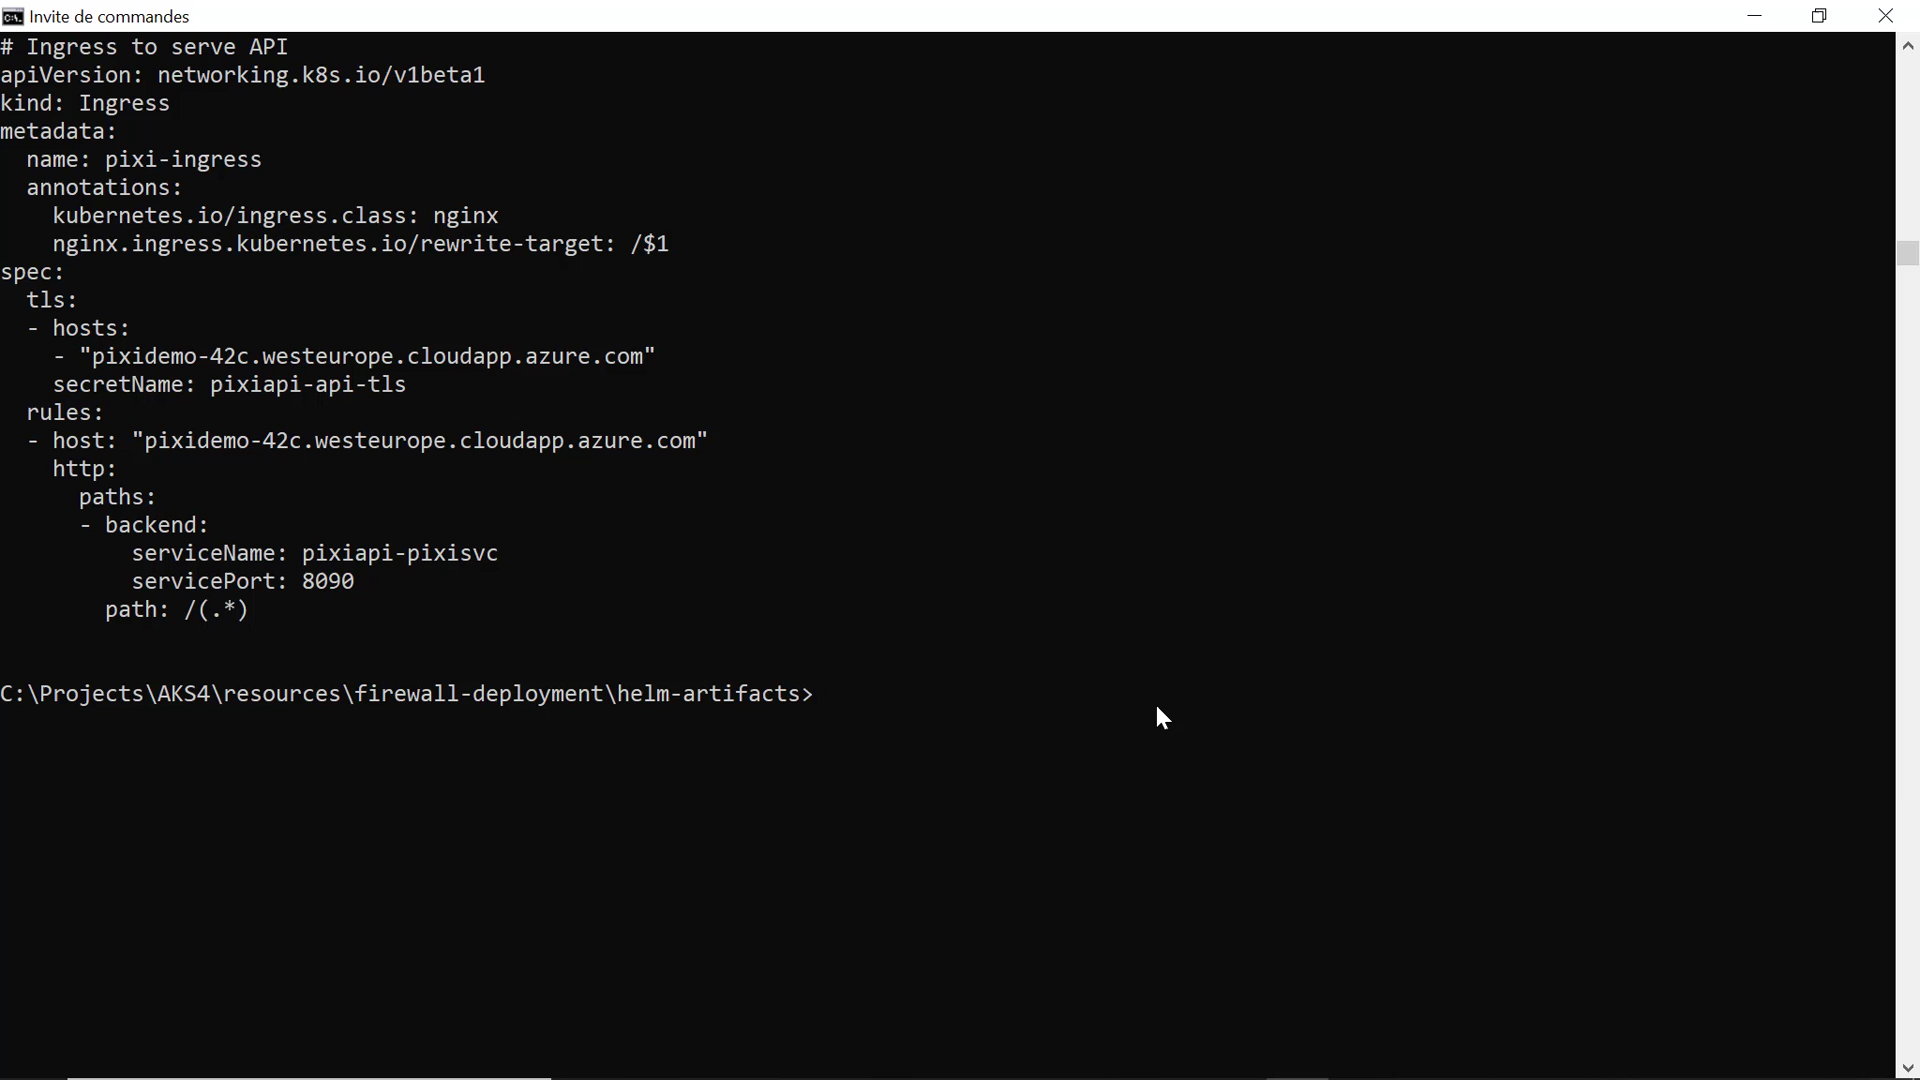 Invite de commandes
# Ingress to serve API
apiVersion: networking.k8s.io/v1beta1
kind: Ingress
metadata:
  name: pixi-ingress
  annotations:
    kubernetes.io/ingress.class: nginx
    nginx.ingress.kubernetes.io/rewrite-target: /$1
spec:
  tls:
  - hosts:
    - "pixidemo-42c.westeurope.cloudapp.azure.com"
    secretName: pixiapi-api-tls
  rules:
  - host: "pixidemo-42c.westeurope.cloudapp.azure.com"
    http:
      paths:
      - backend:
          serviceName: pixiapi-pixisvc
          servicePort: 8090
        path: /(.*)
C:\Projects\AKS4\resources\firewall-deployment\helm-artifacts>